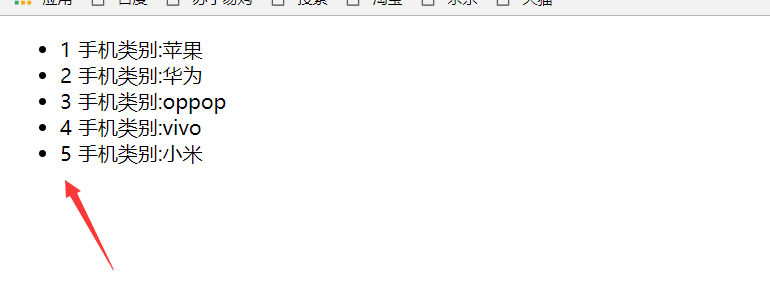 应用 百度 苏宁易购 搜索 淘宝 京东 天猫
1 手机类别:苹果
2 手机类别:华为
3 手机类别:oppop
4 手机类别:vivo
5 手机类别:小米